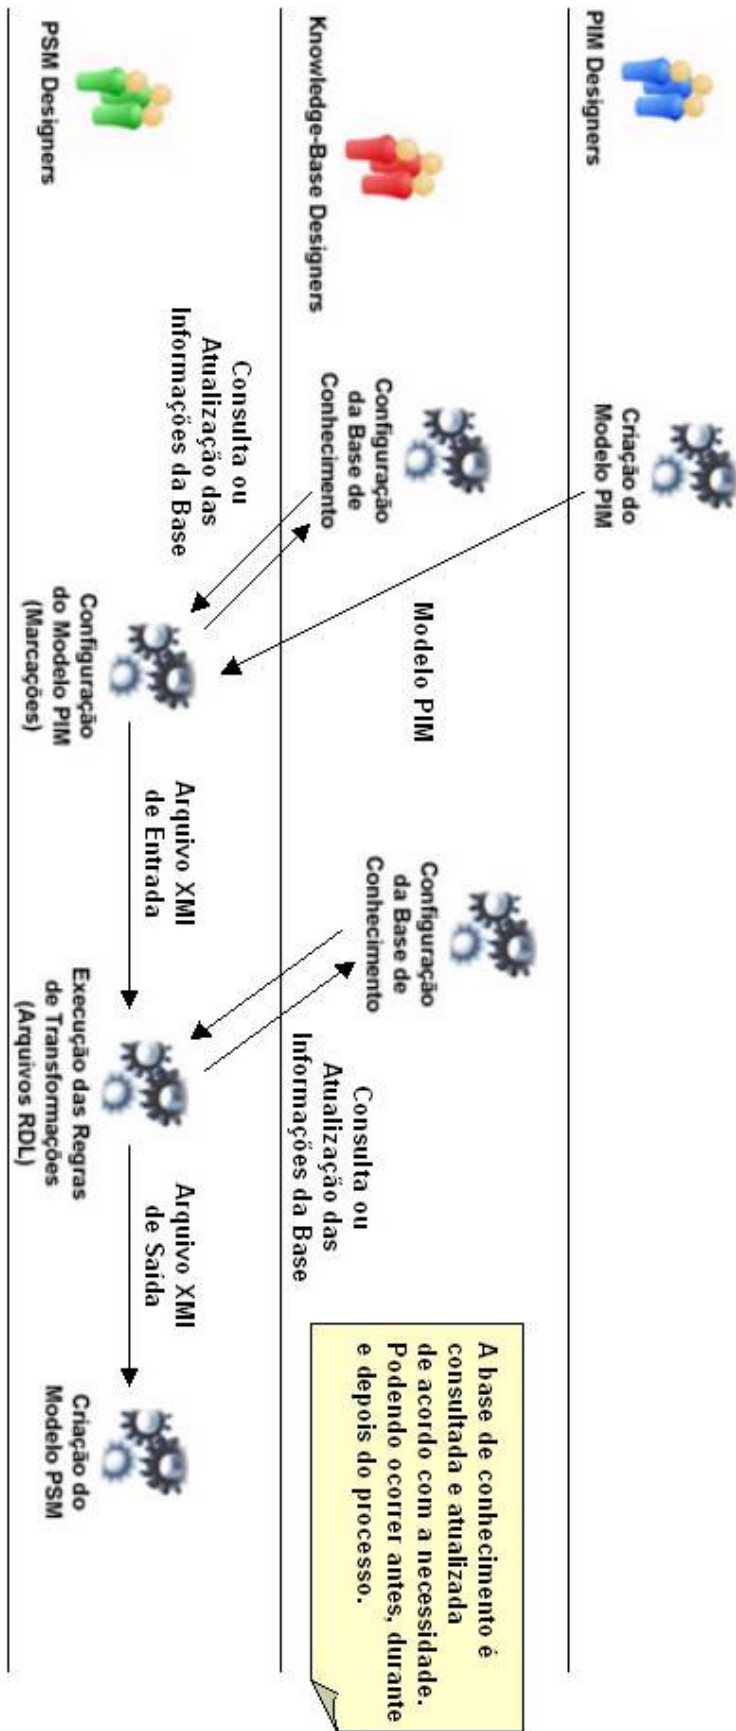 PIM Designers
Criação do
Modelo PIM
Modelo PIM
Knowledge-Base Designers
Configuração
da Base de
Conhecimento
Configuração
da Base de
Conhecimento
A base de conhecimento é
consultada e atualizada
de acordo com a necessidade.
Podendo ocorrer antes, durante
e depois do processo.
Consulta ou
Atualização das
Informações da Base
Consulta ou
Atualização das
Informações da Base
PSM Designers
Configuração
do Modelo PIM
(Marcações)
Arquivo XMI
de Entrada
Execução das Regras
de Transformações
(Arquivos RDL)
Arquivo XMI
de Saída
Criação do
Modelo PSM